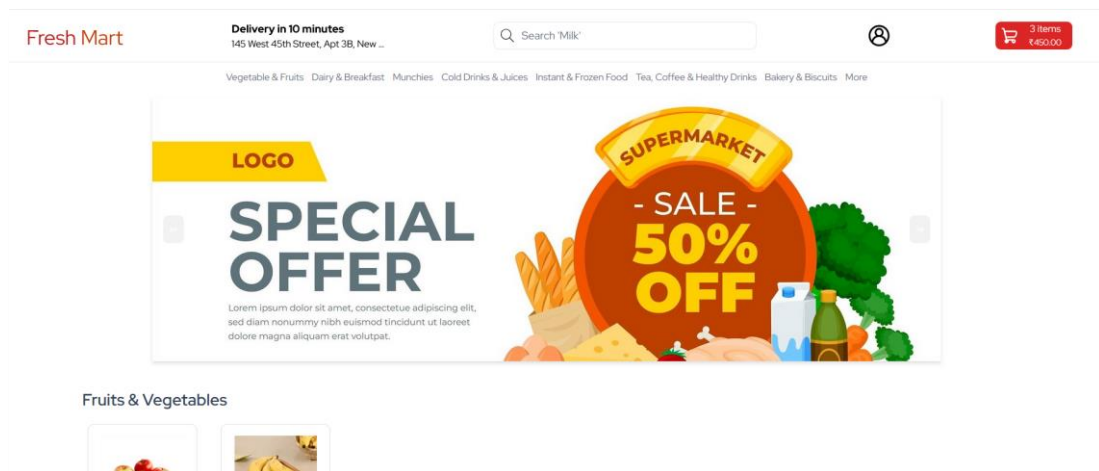 Fresh Mart
Delivery in 10 minutes
145 West 45th Street, Apt 3B, New ...
Search 'Milk'
3 items
₹450.00
Vegetable & Fruits Dairy & Breakfast Munchies Cold Drinks & Juices Instant & Frozen Food Tea, Coffee & Healthy Drinks Bakery & Biscuits More
LOGO
SPECIAL
OFFER
Lorem ipsum dolor sit amet, consectetue adipiscing elit,
sed diam nonummy nibh euismod tincidunt ut laoreet
dolore magna aliquam erat volutpat.
SUPERMARKET
- SALE -
50%
OFF
Fruits & Vegetables